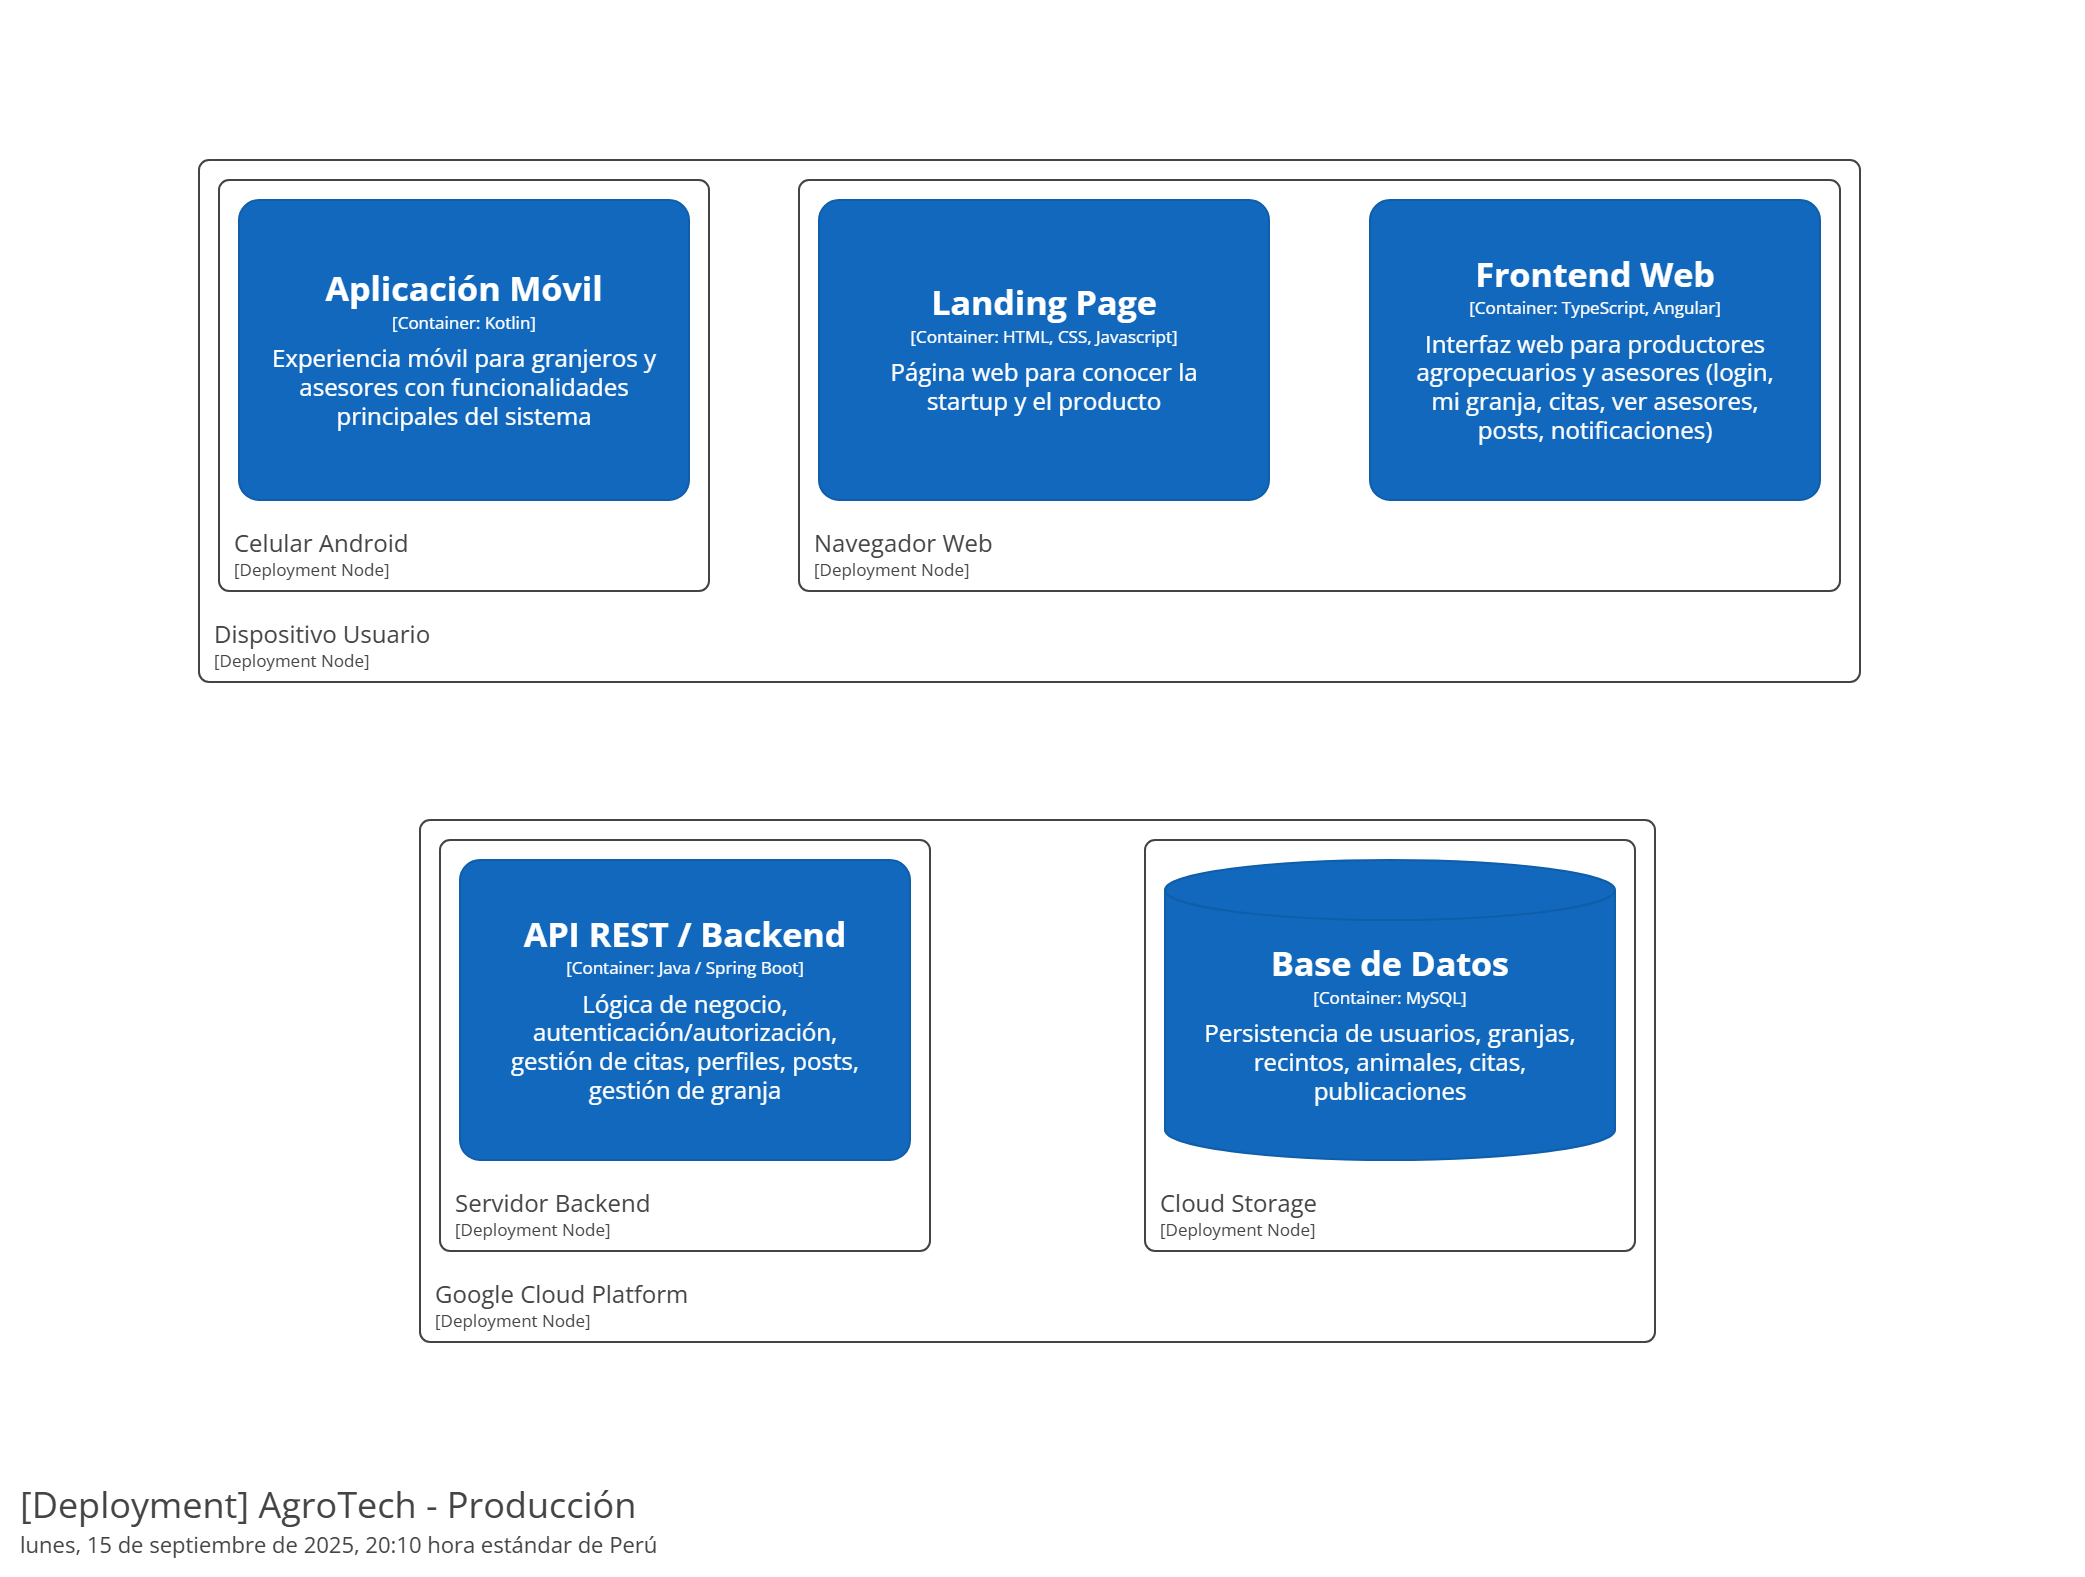 Aplicación Móvil
[Container: Kotlin]
Experiencia móvil para granjeros y
asesores con funcionalidades
principales del sistema
Celular Android
[Deployment Node]
Landing Page
[Container: HTML, CSS, Javascript]
Página web para conocer la
startup y el producto
Frontend Web
[Container: TypeScript, Angular]
Interfaz web para productores
agropecuarios y asesores (login,
mi granja, citas, ver asesores,
posts, notificaciones)
Navegador Web
[Deployment Node]
Dispositivo Usuario
[Deployment Node]
API REST / Backend
[Container: Java / Spring Boot]
Lógica de negocio,
autenticación/autorización,
gestión de citas, perfiles, posts,
gestión de granja
Servidor Backend
[Deployment Node]
Base de Datos
[Container: MySQL]
Persistencia de usuarios, granjas,
recintos, animales, citas,
publicaciones
Cloud Storage
[Deployment Node]
Google Cloud Platform
[Deployment Node]
[Deployment] AgroTech - Producción
lunes, 15 de septiembre de 2025, 20:10 hora estándar de Perú